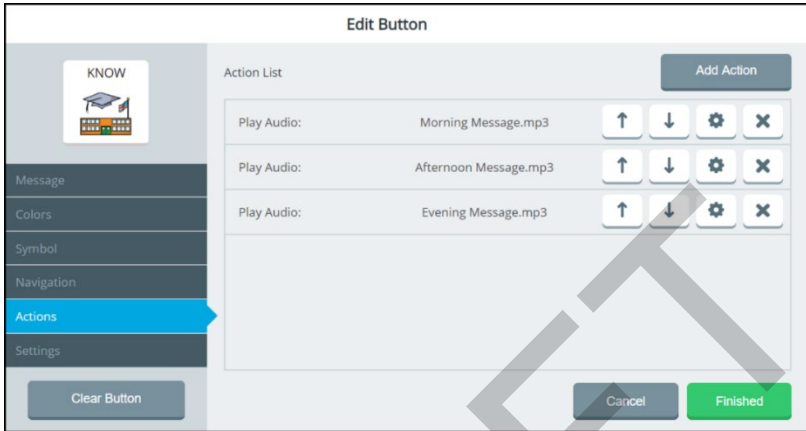 Edit Button
KNOW
Action List
Add Action
Play Audio: Morning Message.mp3
Play Audio: Afternoon Message.mp3
Play Audio: Evening Message.mp3
Message
Colors
Symbol
Navigation
Actions
Settings
Clear Button
Cancel
Finished